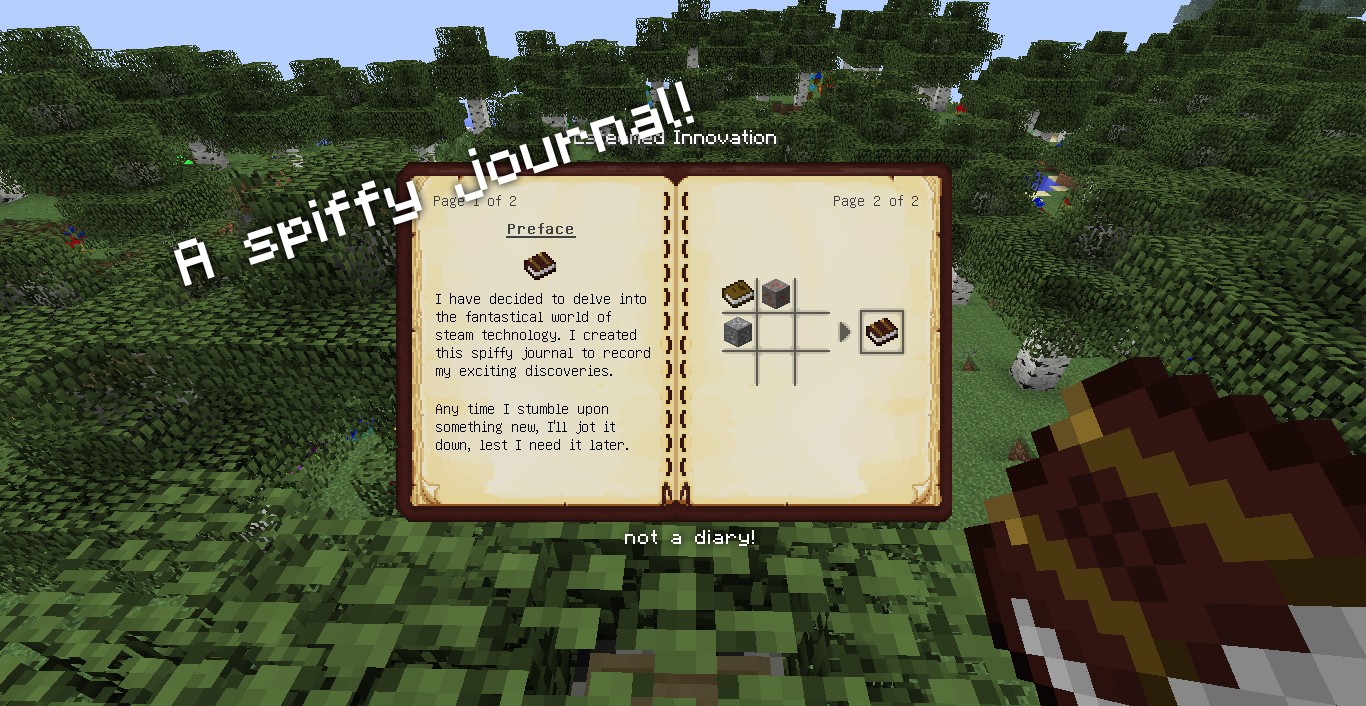 A spiffy journal!
Innovation
Page 1 of 2
Preface
I have decided to delve into
the fantastical world of
steam technology. I created
this spiffy journal to record
my exciting discoveries.
Any time I stumble upon
something new, I'll jot it
down, lest I need it later.
Page 2 of 2
not a diary!